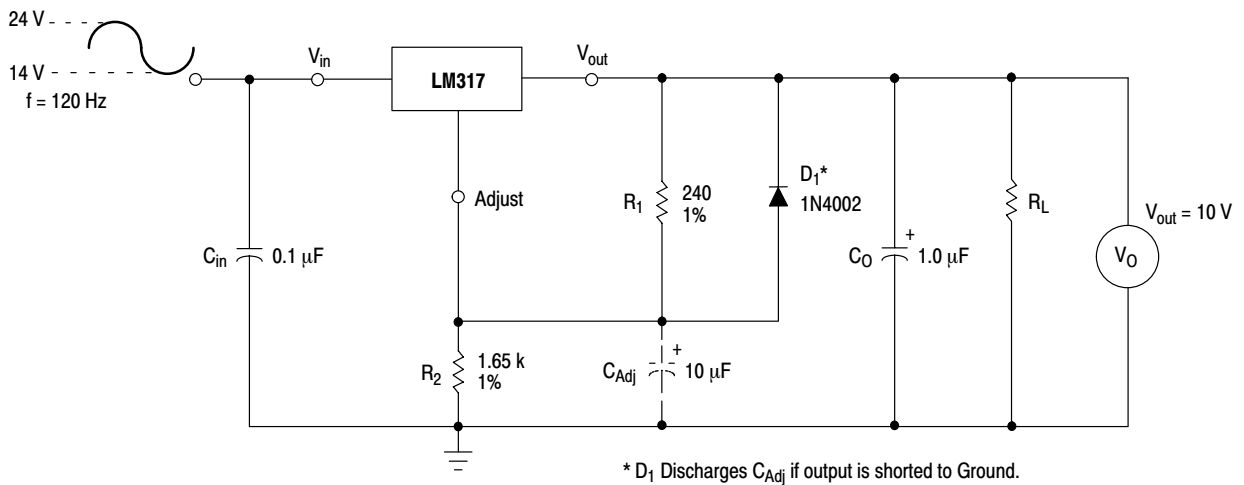 24 V
14 V
f = 120 Hz
Vin
LM317
Vout
Adjust
Cin
0.1 μF
R1
240
1%
D1*
1N4002
CO
+
1.0 μF
RL
Vout = 10 V
VO
R2
1.65 k
1%
CAdj
+
10 μF
* D1 Discharges CAdj if output is shorted to Ground.